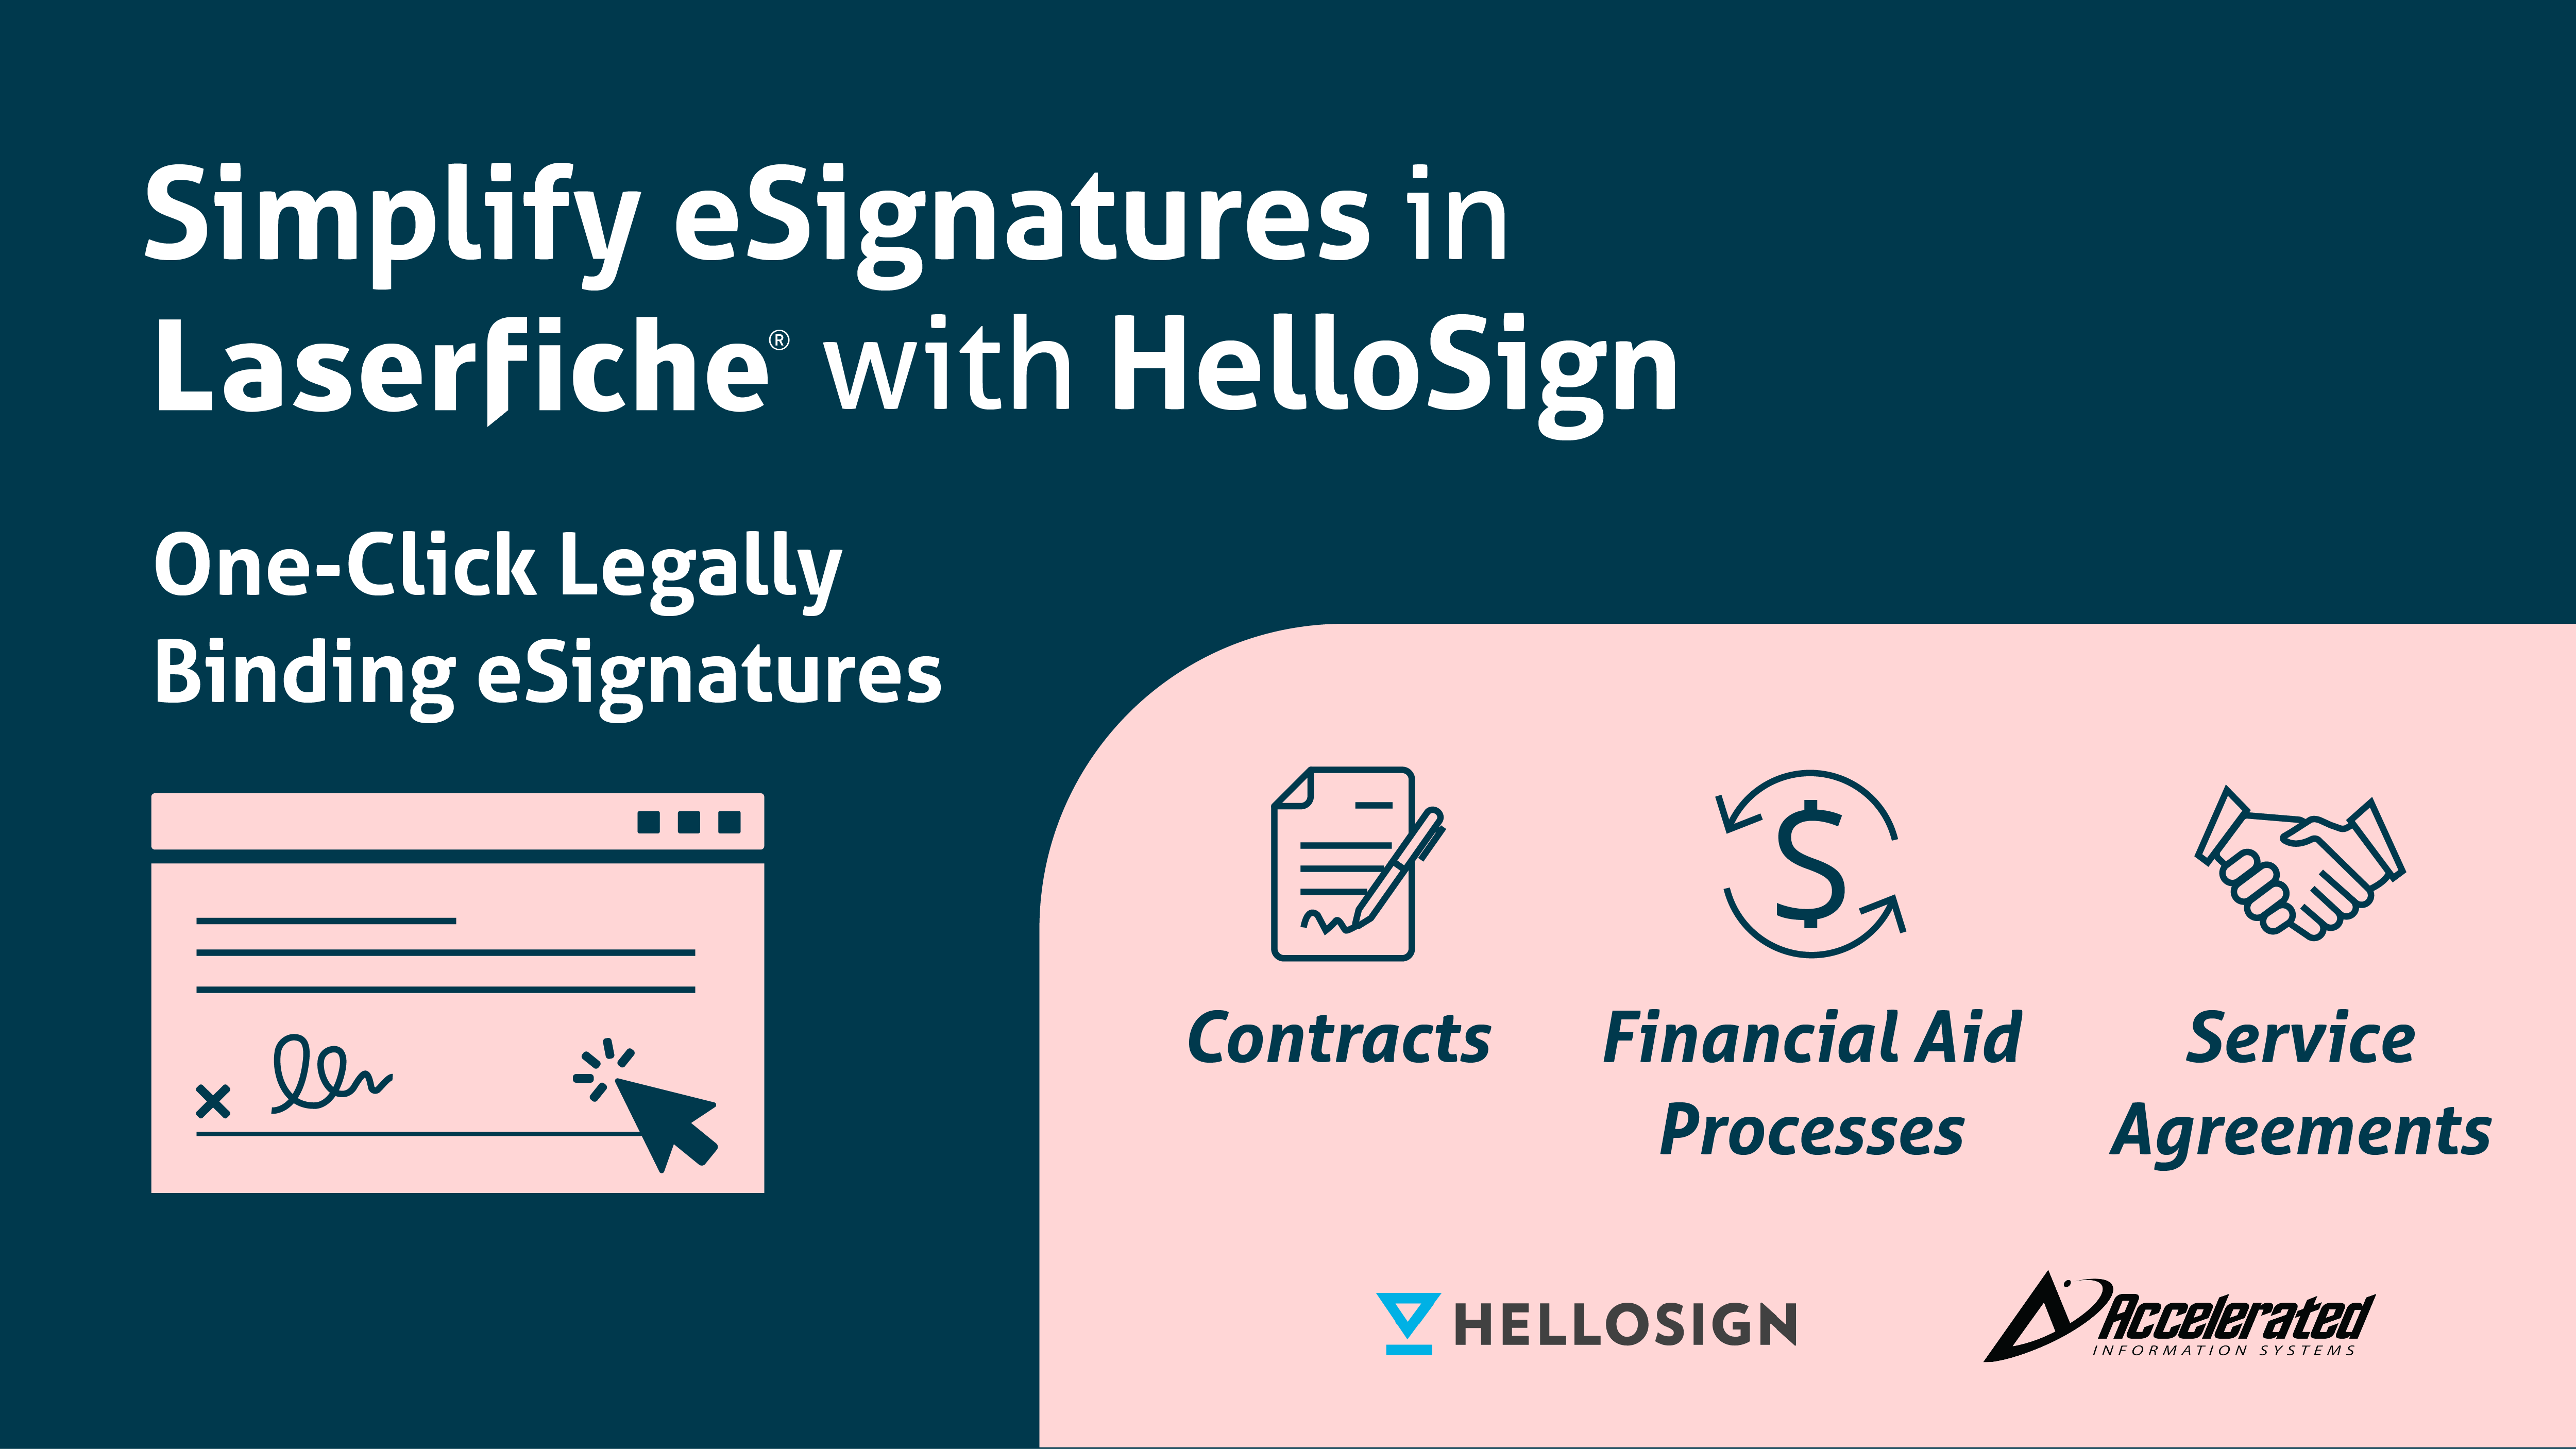 Simplify eSignatures in
Laserfiche® with HelloSign
One-Click Legally
Binding eSignatures
Contracts
Financial Aid
Processes
Service
Agreements
HELLOSIGN
Accelerated
INFORMATION SYSTEMS